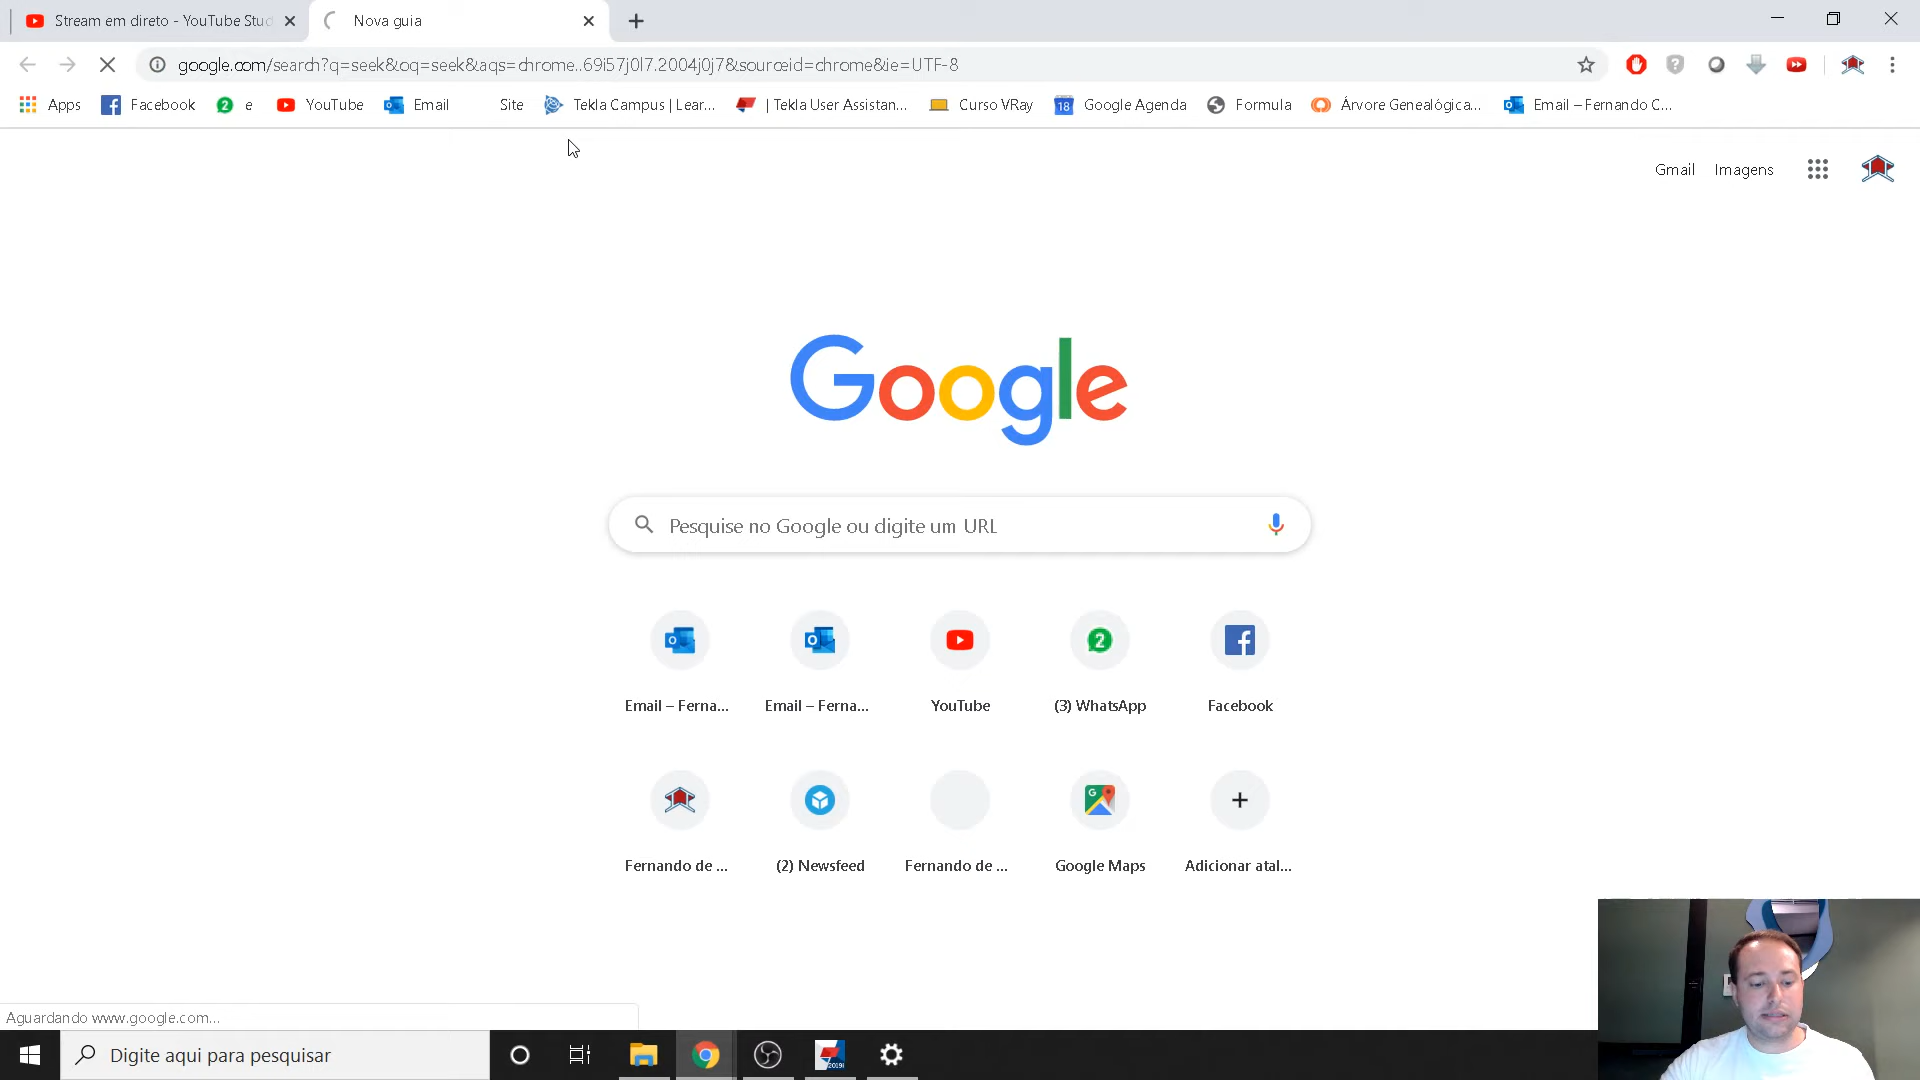 Stream em direto - YouTube Stud
Nova guia
google.com/search?q=seek&oq=seek&aqs=chrome..69i57j0l7.2004j0j7&sourceid=chrome&ie=UTF-8
Apps
Facebook
2
e
YouTube
Email
Site
Tekla Campus | Lear...
| Tekla User Assistan...
Curso VRay
18
Google Agenda
Formula
Árvore Genealógica...
Email – Fernando C...
Gmail
Imagens
Google
Pesquise no Google ou digite um URL
2
Email – Ferna...
Email – Ferna...
YouTube
(3) WhatsApp
Facebook
Fernando de ...
(2) Newsfeed
Fernando de ...
Google Maps
Adicionar atal...
Aguardando www.google.com...
Digite aqui para pesquisar
2019i